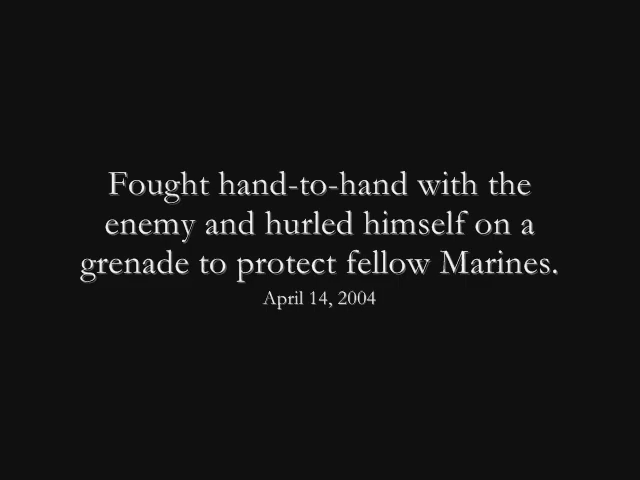 Fought hand-to-hand with the
enemy and hurled himself on a
grenade to protect fellow Marines.
April 14, 2004